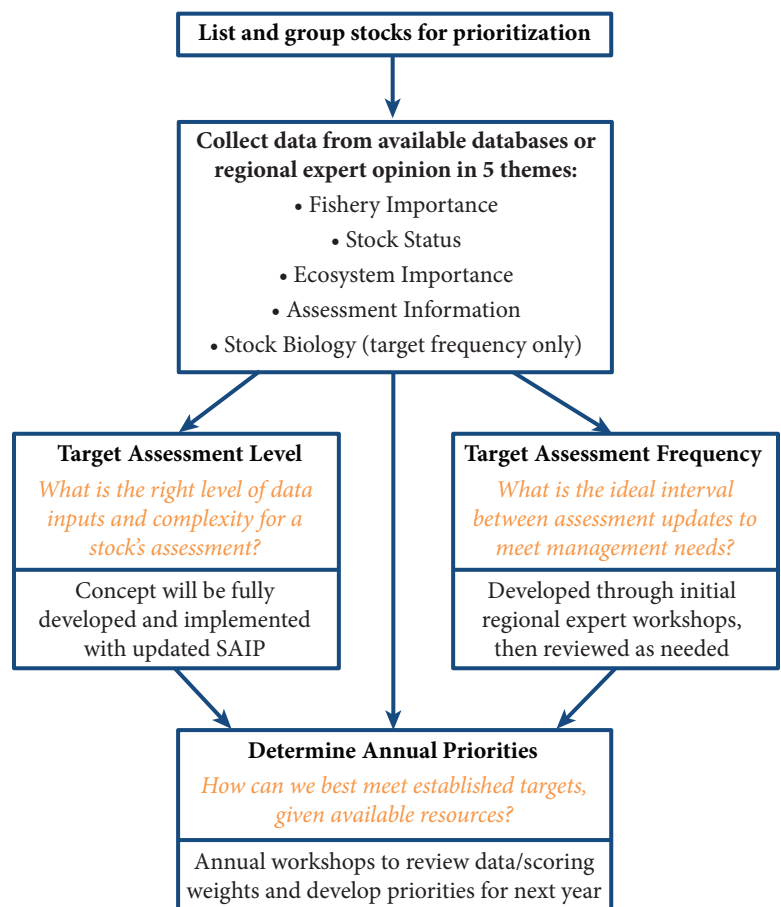 List and group stocks for prioritization
Collect data from available databases or
regional expert opinion in 5 themes:
• Fishery Importance
• Stock Status
• Ecosystem Importance
• Assessment Information
• Stock Biology (target frequency only)
Target Assessment Level
What is the right level of data
inputs and complexity for a
stock's assessment?
Concept will be fully
developed and implemented
with updated SAIP
Target Assessment Frequency
What is the ideal interval
between assessment updates to
meet management needs?
Developed through initial
regional expert workshops,
then reviewed as needed
Determine Annual Priorities
How can we best meet established targets,
given available resources?
Annual workshops to review data/scoring
weights and develop priorities for next year